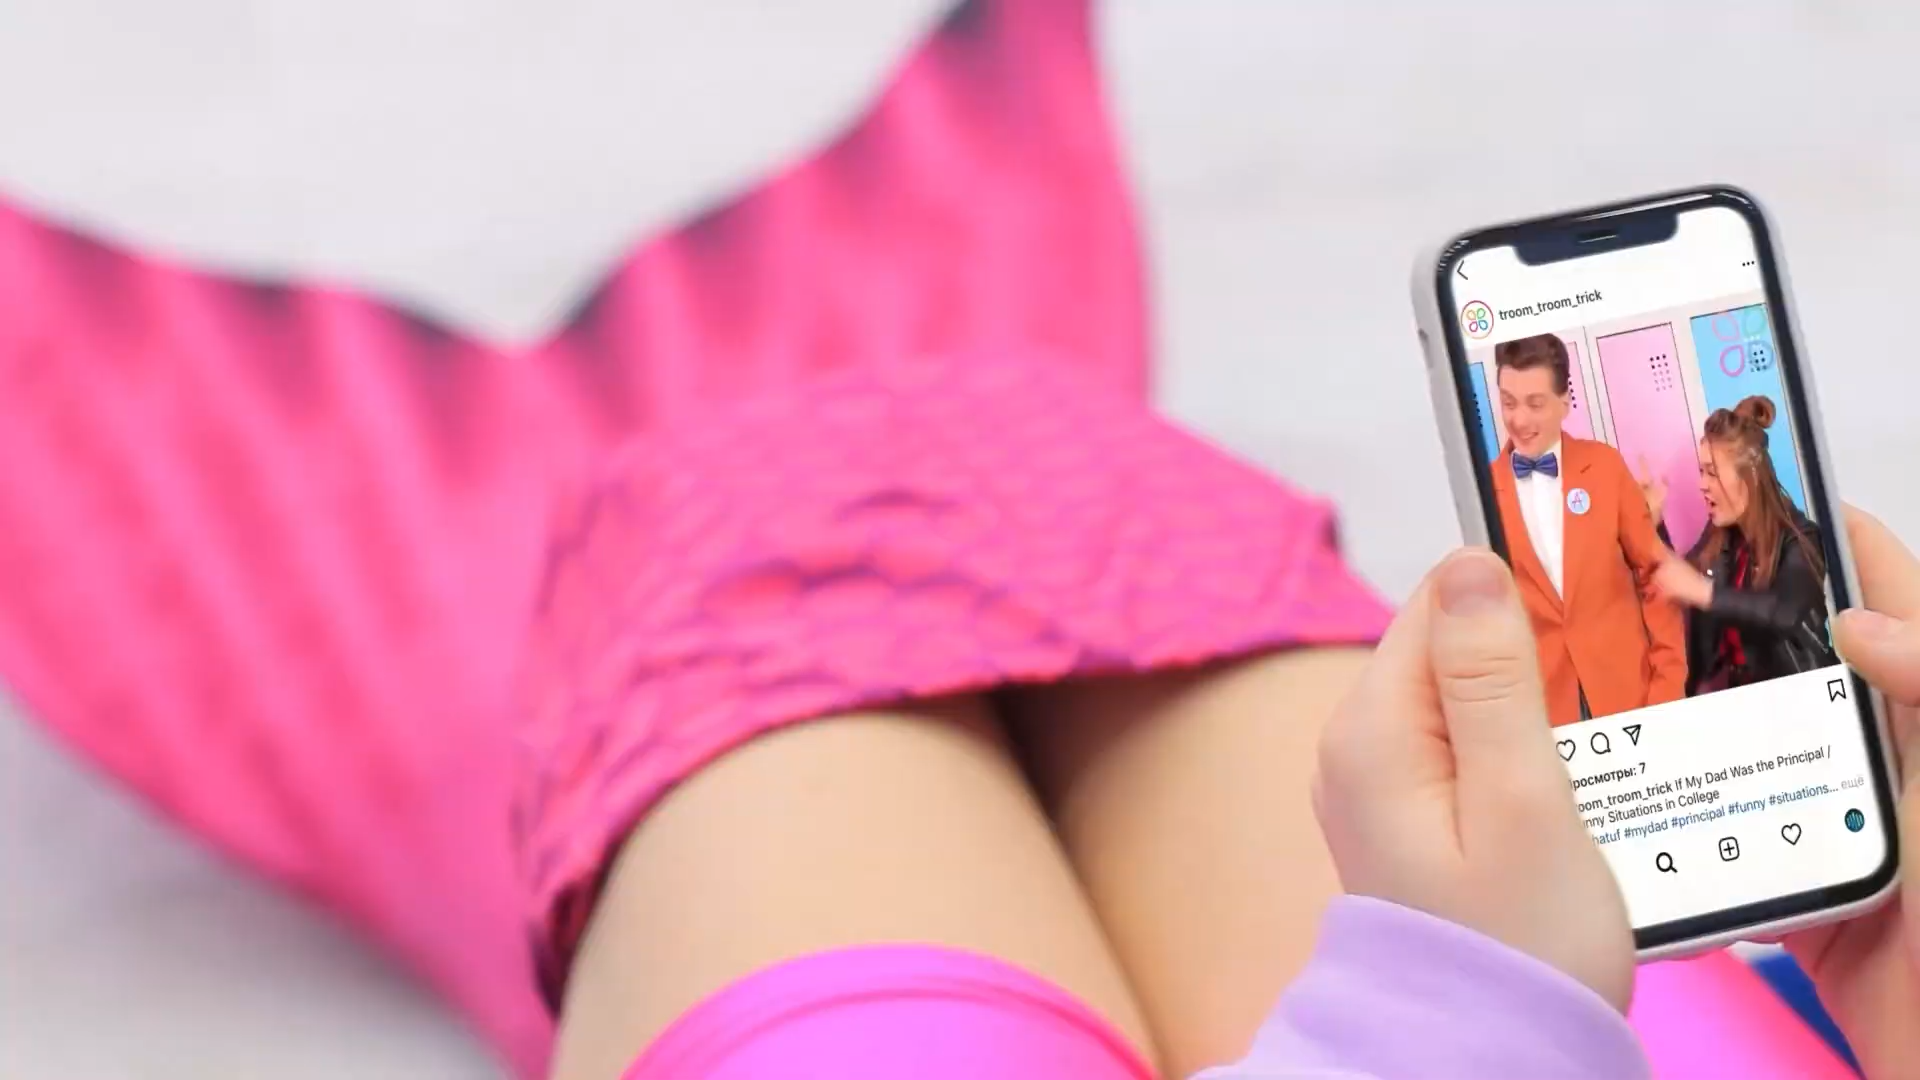 troom_troom_trick
A
росмотры: 7
oom_troom_trick If My Dad Was the Principal /
nny Situations in College
hatuf #mydad #principal #funny #situations... ещё